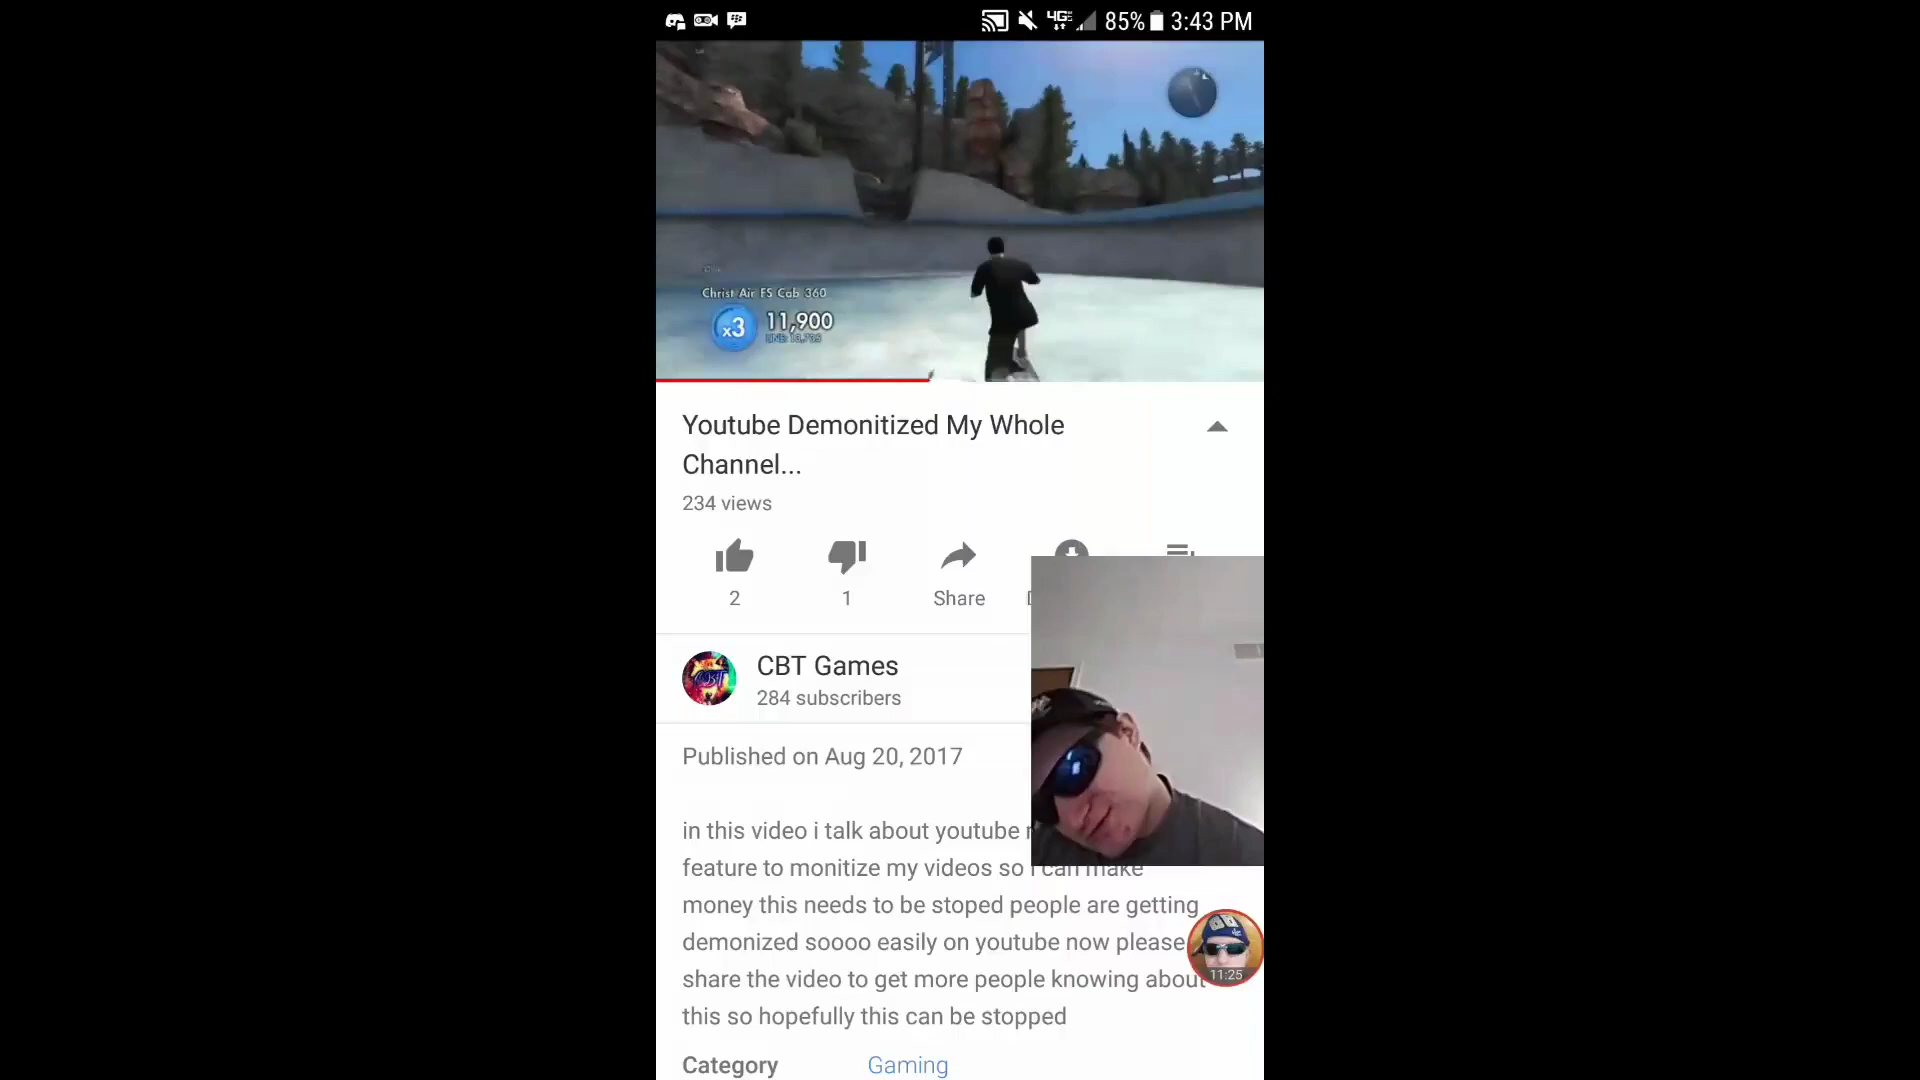 4G 85% 3:43 PM
Christ Air FS Cab 360
x3 11,900
Youtube Demonitized My Whole
Channel...
234 views
2 1 Share
CBT Games
284 subscribers
Published on Aug 20, 2017
in this video i talk about youtube
feature to monitize my videos so i can make
money this needs to be stoped people are getting
demonized soooo easily on youtube now please
share the video to get more people knowing about
this so hopefully this can be stopped
11:25
Category Gaming